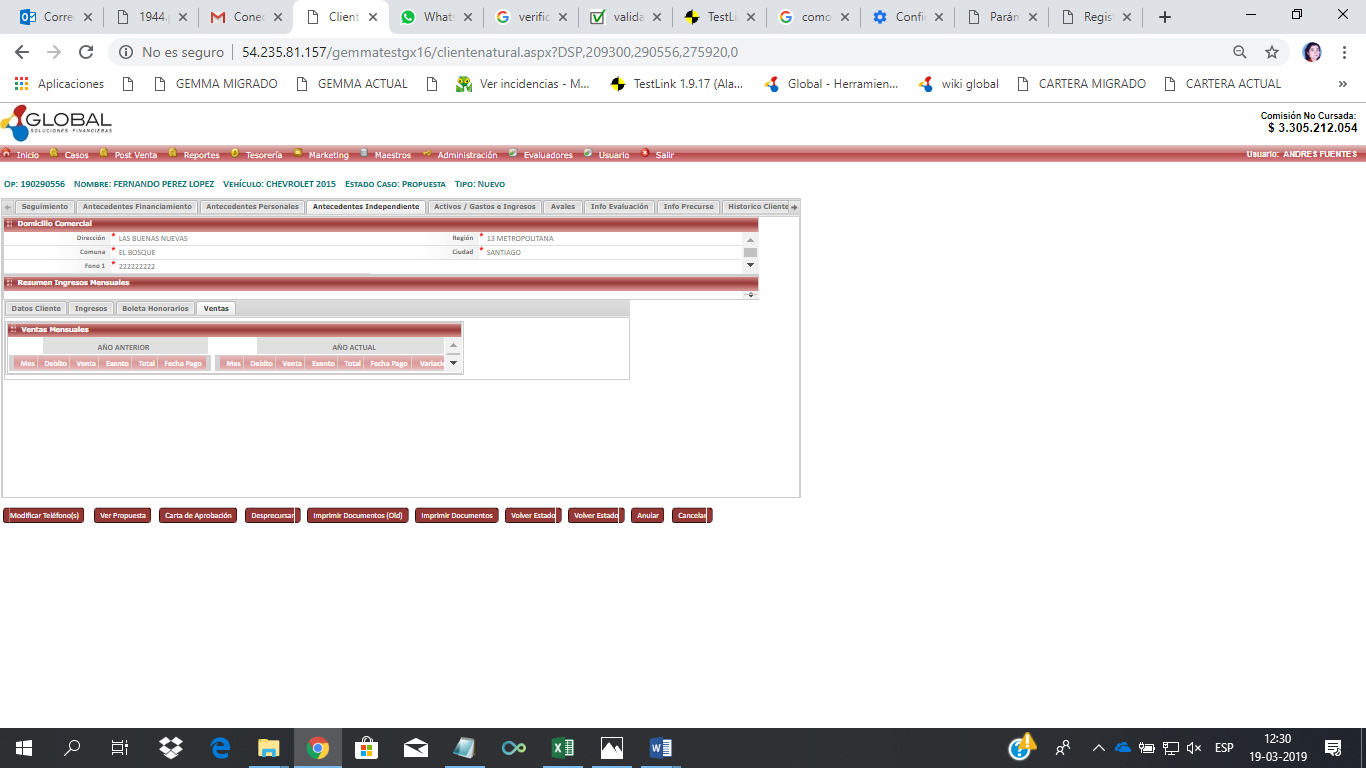 Corre
1944.
Conec
Client
Whats
verific
valida
TestLi
como
Confi
Parán
Regis
No es seguro | 54.235.81.157/gemmatestgx16/clientenatural.aspx?DSP,209300,290556,275920,0
Aplicaciones GEMMA MIGRADO GEMMA ACTUAL Ver incidencias - M... TestLink 1.9.17 (Ala... Global - Herramien... wiki global CARTERA MIGRADO CARTERA ACTUAL »
GLOBAL
SOLUCIONES FINANCIERAS
Comisión No Cursada:
$ 3.305.212.054
Inicio Casos Post Venta Reportes Tesorería Marketing Maestros Administración Evaluadores Usuario Salir Usuario: ANDRES FUENTES
Op: 190290556 Nombre: FERNANDO PEREZ LOPEZ Vehículo: CHEVROLET 2015 Estado Caso: Propuesta Tipo: Nuevo
Seguimiento Antecedentes Financiamiento Antecedentes Personales Antecedentes Independiente Activos / Gastos e Ingresos Avales Info Evaluación Info Precurse Historico Cliente
Domicilio Comercial
Dirección * LAS BUENAS NUEVAS Región * 13 METROPOLITANA
Comuna * EL BOSQUE Ciudad * SANTIAGO
Fono 1 * 222222222
Resumen Ingresos Mensuales
Datos Cliente Ingresos Boleta Honorarios Ventas
Ventas Mensuales
AÑO ANTERIOR AÑO ACTUAL
Mes Debito Venta Exento Total Fecha Pago Mes Debito Venta Exento Total Fecha Pago Variació
Modificar Teléfono(s) Ver Propuesta Carta de Aprobación Desprecursar Imprimir Documentos (Old) Imprimir Documentos Volver Estado Volver Estado Anular Cancelar
ESP
12:30
19-03-2019